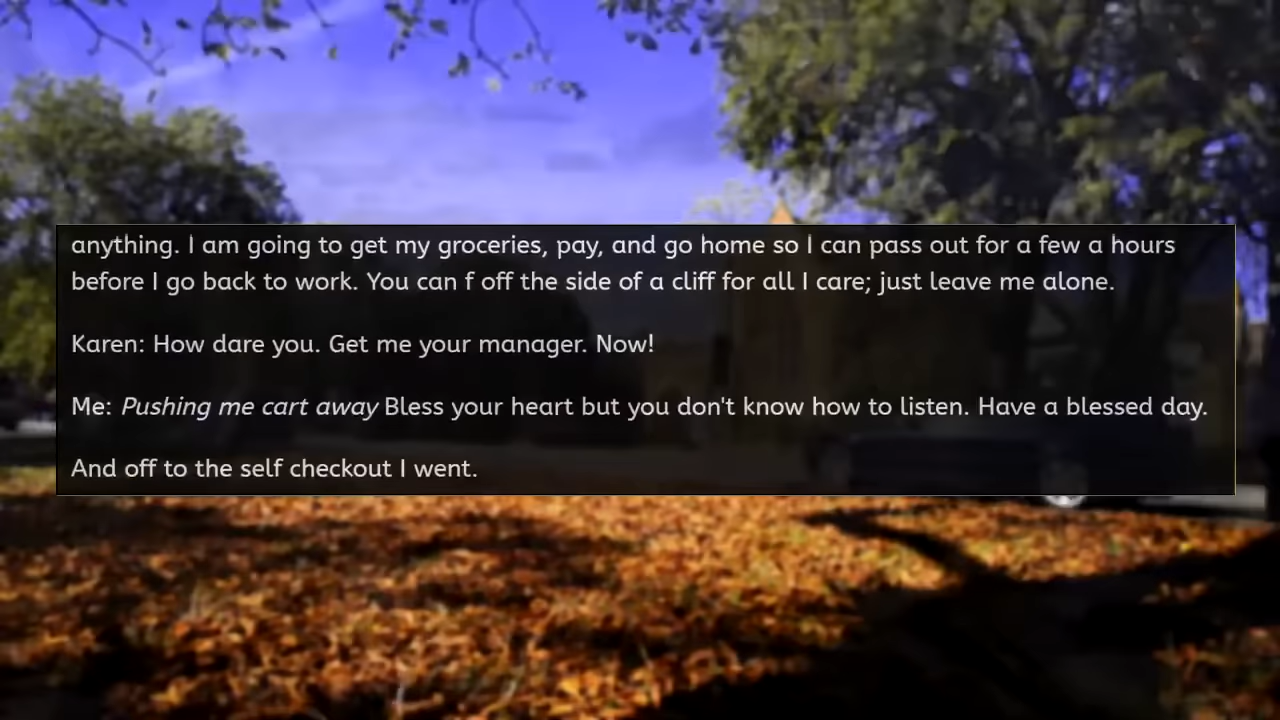 anything. I am going to get my groceries, pay, and go home so I can pass out for a few a hours
before I go back to work. You can f off the side of a cliff for all I care; just leave me alone.
Karen: How dare you. Get me your manager. Now!
Me: Pushing me cart away Bless your heart but you don't know how to listen. Have a blessed day.
And off to the self checkout I went.